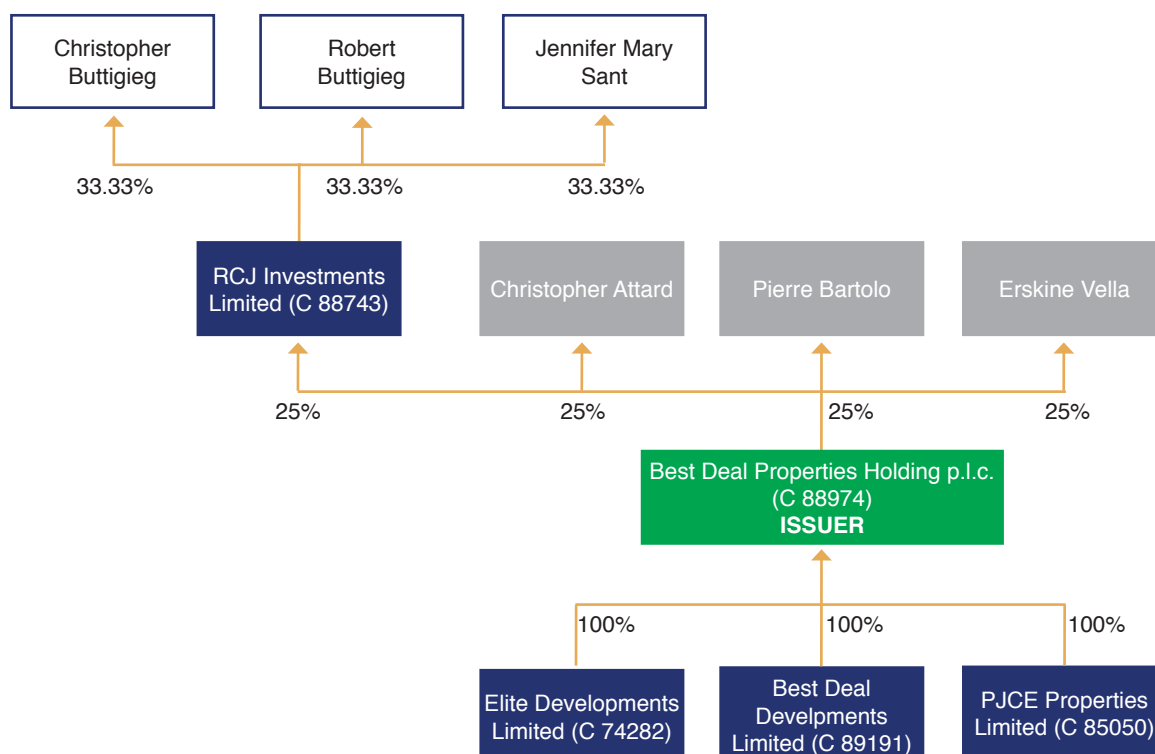 Christopher
Buttigieg
Robert
Buttigieg
Jennifer Mary
Sant
33.33%
33.33%
33.33%
RCJ Investments
Limited (C 88743)
Christopher Attard
Pierre Bartolo
Erskine Vella
25%
25%
25%
25%
Best Deal Properties Holding p.l.c.
(C 88974)
ISSUER
100%
100%
100%
Elite Developments
Limited (C 74282)
Best Deal
Develpments
Limited (C 89191)
PJCE Properties
Limited (C 85050)